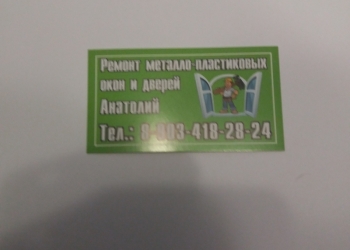 Ремонт металло-пластиковых
окон и дверей
Анатолий
Тел.: 8-903-418-28-24